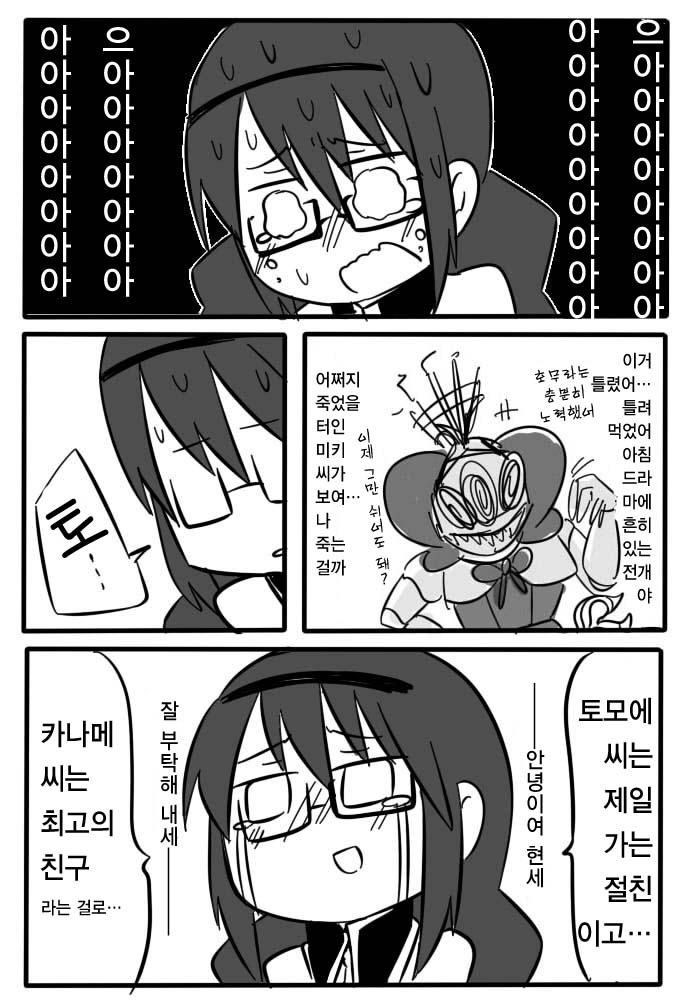 으아아아아아아아아
아아아아아아아아아
으아아아아아아아
아아아아아아아아
이거
틀렸어…
틀려
먹었어
아침
드라
마에
흔히
있는
전개
야
호무라는
충분히
노력했어
이제 그만 쉬어도 돼?
어쩌지
죽었을
터인
미키
씨가
보여…
나
죽는
걸까
토…
토모에
씨는
제일
가는
절친
이고…
──안녕이여 현세
잘 부탁해 내세──
카나메
씨는
최고의
친구
라는 걸로…